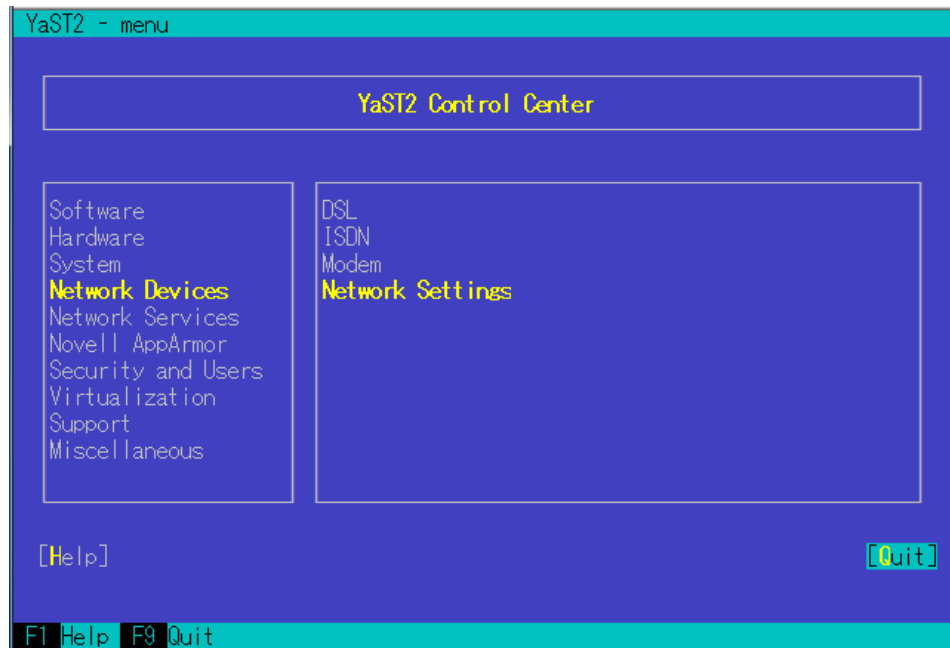 YaST2 - menu
YaST2 Control Center
Software
Hardware
System
Network Devices
Network Services
Novell AppArmor
Security and Users
Virtualization
Support
Miscellaneous
DSL
ISDN
Modem
Network Settings
[Help]
[Quit]
F1 Help F9 Quit